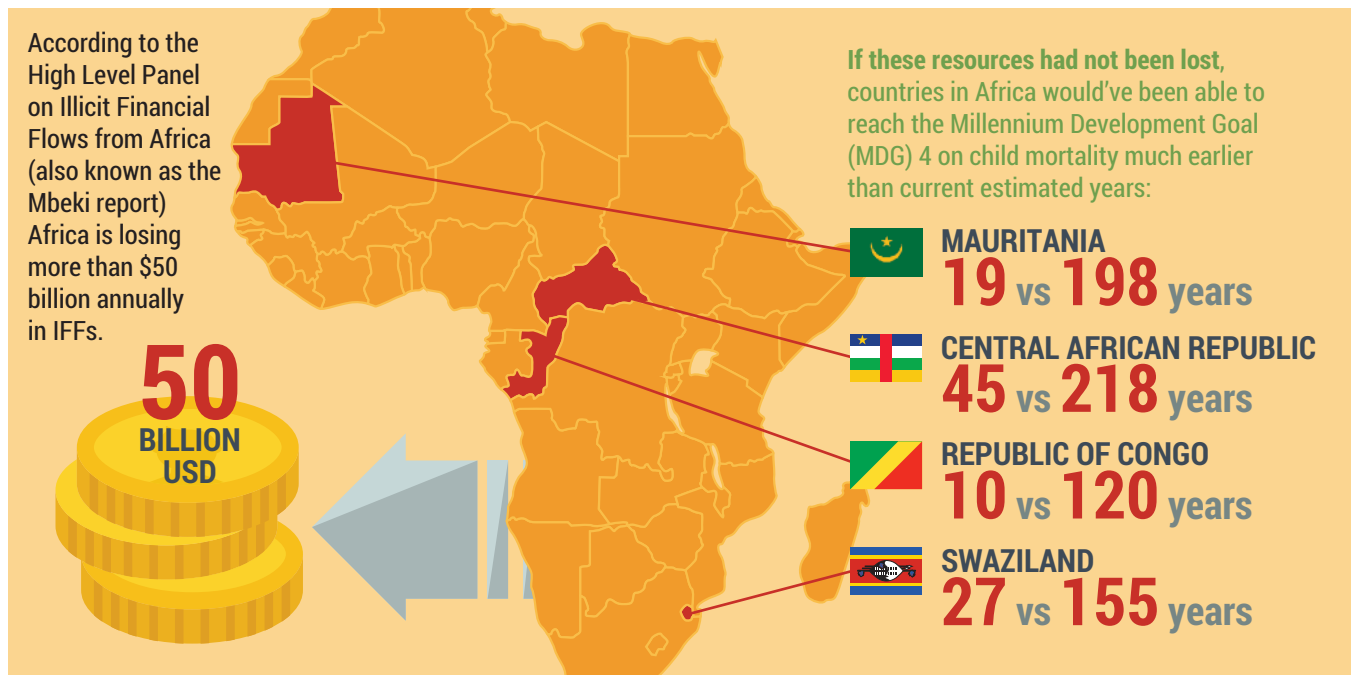 According to the
High Level Panel
on Illicit Financial
Flows from Africa
(also known as the
Mbeki report)
Africa is losing
more than $50
billion annually
in IFFs.
50
BILLION
USD
If these resources had not been lost,
countries in Africa would've been able to
reach the Millennium Development Goal
(MDG) 4 on child mortality much earlier
than current estimated years:
MAURITANIA
19 vs 198 years
CENTRAL AFRICAN REPUBLIC
45 vs 218 years
REPUBLIC OF CONGO
10 vs 120 years
SWAZILAND
27 vs 155 years